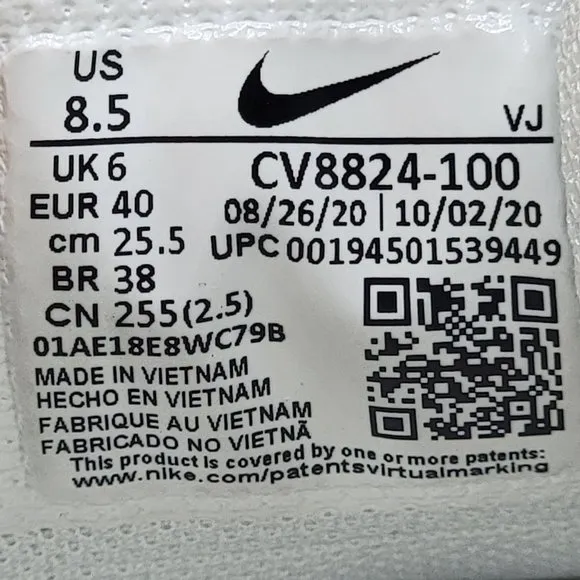 US
8.5
VJ
UK 6
CV8824-100
EUR 40
08/26/20 | 10/02/20
cm 25.5
UPC 00194501539449
BR 38
CN 255(2.5)
01AE18E8WC79B
MADE IN VIETNAM
HECHO EN VIETNAM
FABRIQUE AU VIETNAM
FABRICADO NO VIETNÃ
This product is covered by one or more patents:
www.nike.com/patentsvirtualmarking